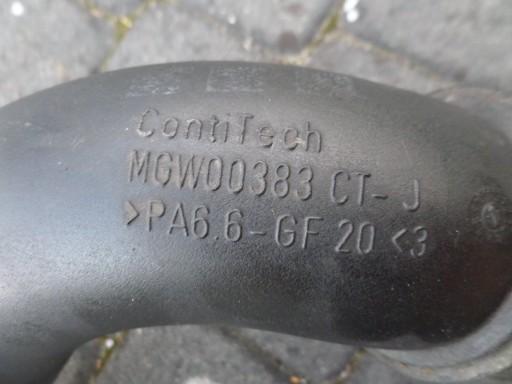 ContiTech
MGW00383 CT-J
>PA6.6-GF 20 <3